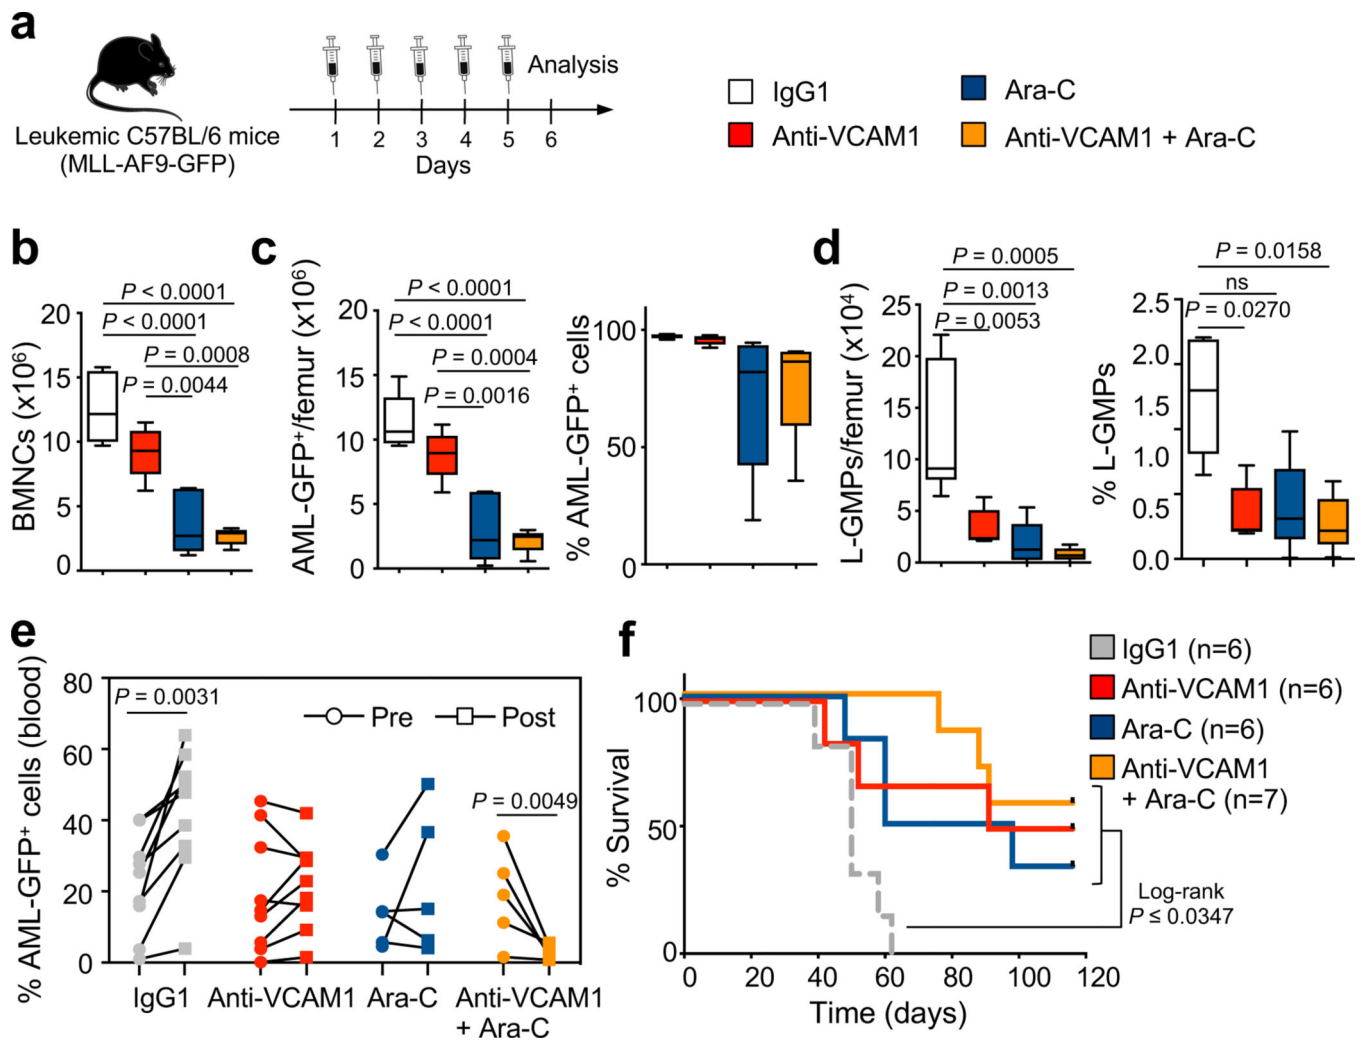 a
Leukemic C57BL/6 mice
(MLL-AF9-GFP)
1 2 3 4 5 6
Days
Analysis
IgG1
Anti-VCAM1
Ara-C
Anti-VCAM1 + Ara-C
b
BMNCs (x10⁶)
20
15
10
5
0
P < 0.0001
P < 0.0001
P = 0.0008
P = 0.0044
c
AML-GFP⁺/femur (x10⁶)
20
15
10
5
0
P < 0.0001
P < 0.0001
P = 0.0004
P = 0.0016
% AML-GFP⁺ cells
100
50
0
d
L-GMPs/femur (x10⁴)
25
20
15
10
5
0
P = 0.0005
P = 0.0013
P = 0.0053
% L-GMPs
2.5
2.0
1.5
1.0
0.5
0.0
P = 0.0158
ns
P = 0.0270
e
% AML-GFP⁺ cells (blood)
80
60
40
20
0
P = 0.0031
Pre
Post
P = 0.0049
IgG1
Anti-VCAM1
Ara-C
Anti-VCAM1
+ Ara-C
f
% Survival
100
50
0
0 20 40 60 80 100 120
Time (days)
IgG1 (n=6)
Anti-VCAM1 (n=6)
Ara-C (n=6)
Anti-VCAM1
+ Ara-C (n=7)
Log-rank
P ≤ 0.0347